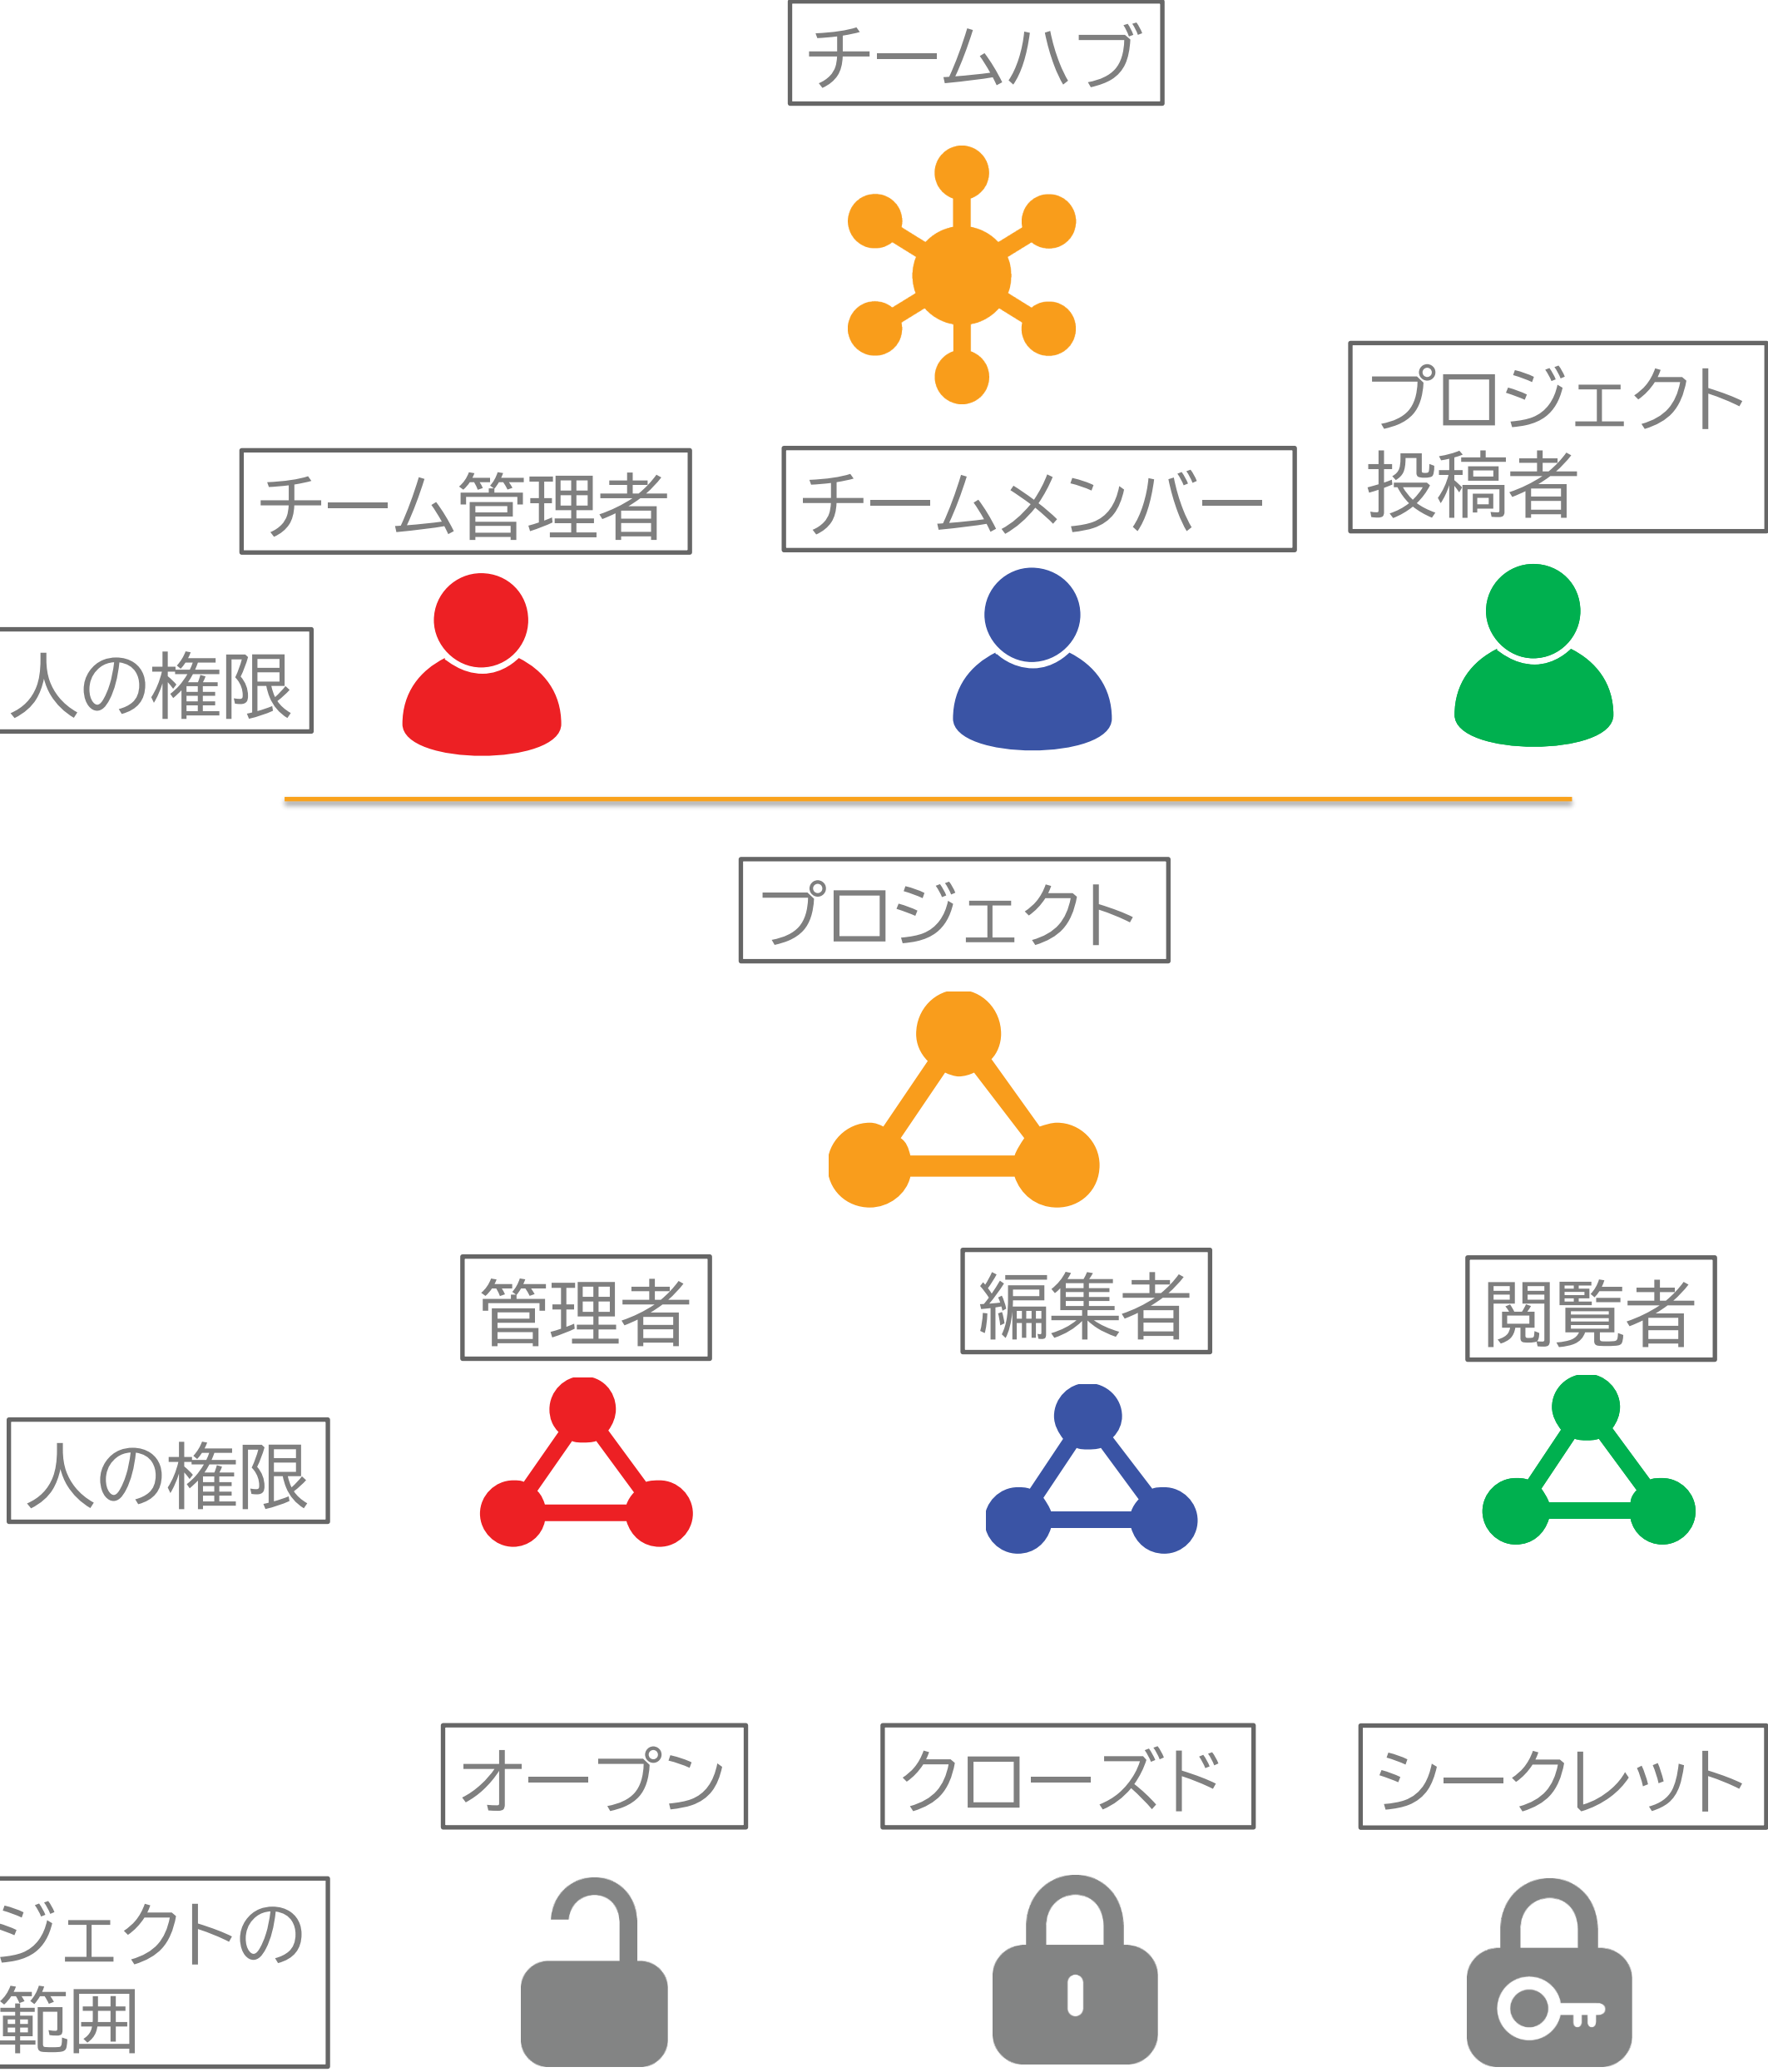 チームハブ
チーム管理者
チームメンバー
プロジェクト
投稿者
人の権限
プロジェクト
管理者
編集者
閲覧者
人の権限
オープン
クローズド
シークレット
ジェクトの
範囲